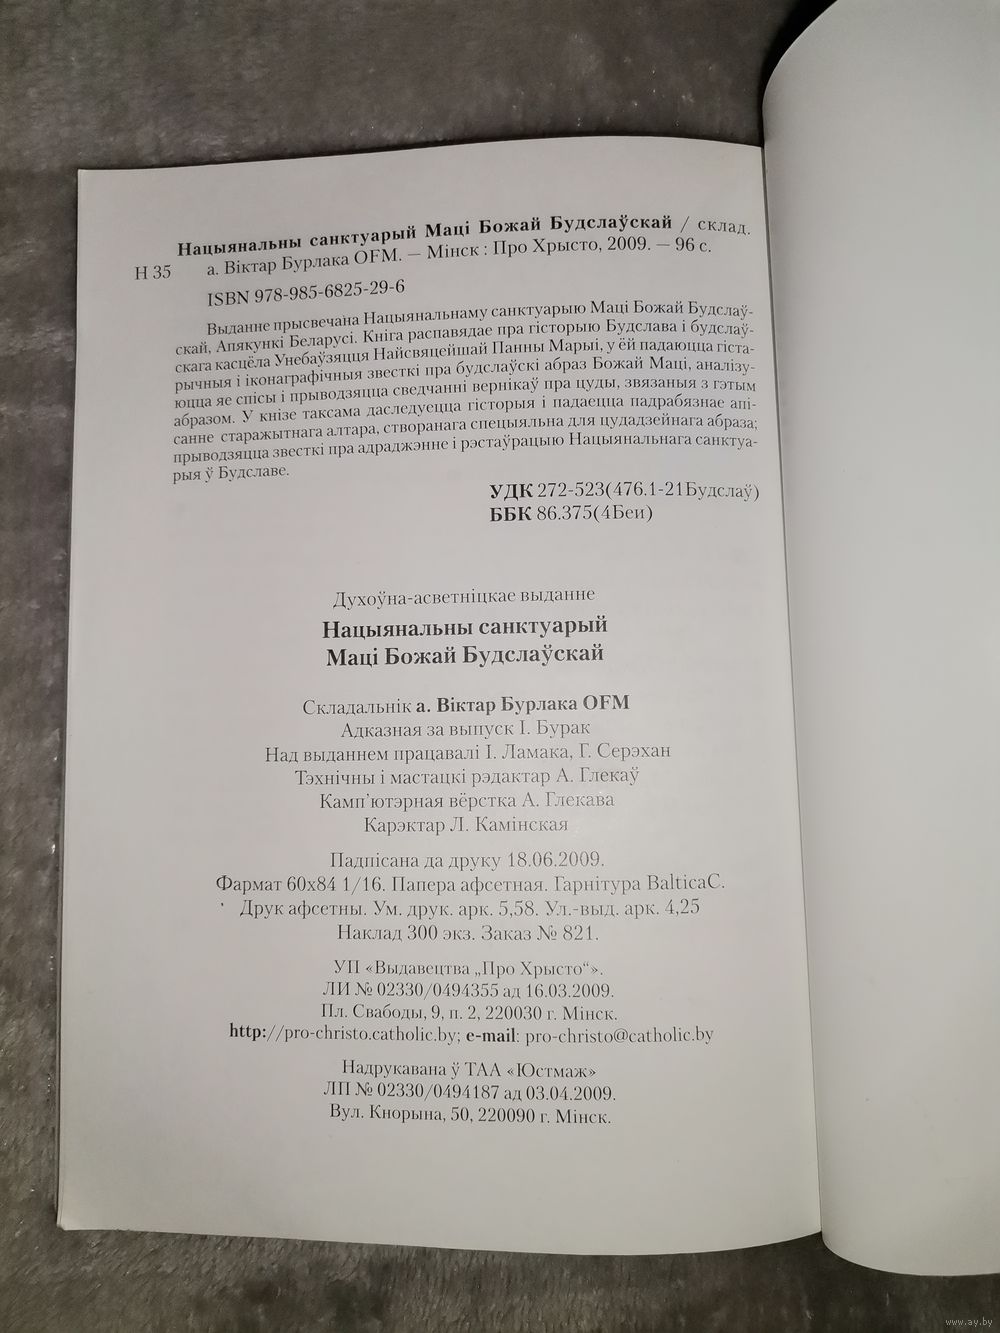 Нацыянальны санктуарый Маці Божай Будслаўскай / склад.
Н 35 а. Віктар Бурлака OFM. — Мінск : Про Хрысто, 2009. — 96 с.
ISBN 978-985-6825-29-6
Выданне прысвечана Нацыянальнаму санктуарыю Маці Божай Будслаў-
скай, Апякункі Беларусі. Кніга распавядае пра гісторыю Будслава і будслаў-
скага касцёла Унебаўзяцця Найсвяцейшай Панны Марыі, у ёй падаюцца гіста-
рычныя і іконаграфічныя звесткі пра будслаўскі абраз Божай Маці, аналізу-
юцца яе спісы і прыводзяцца сведчанні вернікаў пра цуды, звязаныя з гэтым
абразом. У кнізе таксама даследуецца гісторыя і падаецца падрабязнае апі-
санне старажытнага алтара, створанага спецыяльна для цудадзейнага абраза;
прыводзяцца звесткі пра адраджэнне і рэстаўрацыю Нацыянальнага санктуа-
рыя ў Будславе.
УДК 272-523(476.1-21Будслаў)
ББК 86.375(4Беи)
Духоўна-асветніцкае выданне
Нацыянальны санктуарый
Маці Божай Будслаўскай
Складальнік а. Віктар Бурлака OFM
Адказная за выпуск І. Бурак
Над выданнем працавалі І. Ламака, Г. Серэхан
Тэхнічны і мастацкі рэдактар А. Глекаў
Камп'ютэрная вёрстка А. Глекава
Карэктар Л. Камінская
Падпісана да друку 18.06.2009.
Фармат 60х84 1/16. Папера афсетная. Гарнітура BalticaC.
Друк афсетны. Ум. друк. арк. 5,58. Ул.-выд. арк. 4,25
Наклад 300 экз. Заказ № 821.
УП «Выдавецтва „Про Хрысто“».
ЛИ № 02330/0494355 ад 16.03.2009.
Пл. Свабоды, 9, п. 2, 220030 г. Мінск.
http://pro-christo.catholic.by; e-mail: pro-christo@catholic.by
Надрукавана ў ТАА «Юстмаж»
ЛП № 02330/0494187 ад 03.04.2009.
Вул. Кнорына, 50, 220090 г. Мінск.
www.ay.by